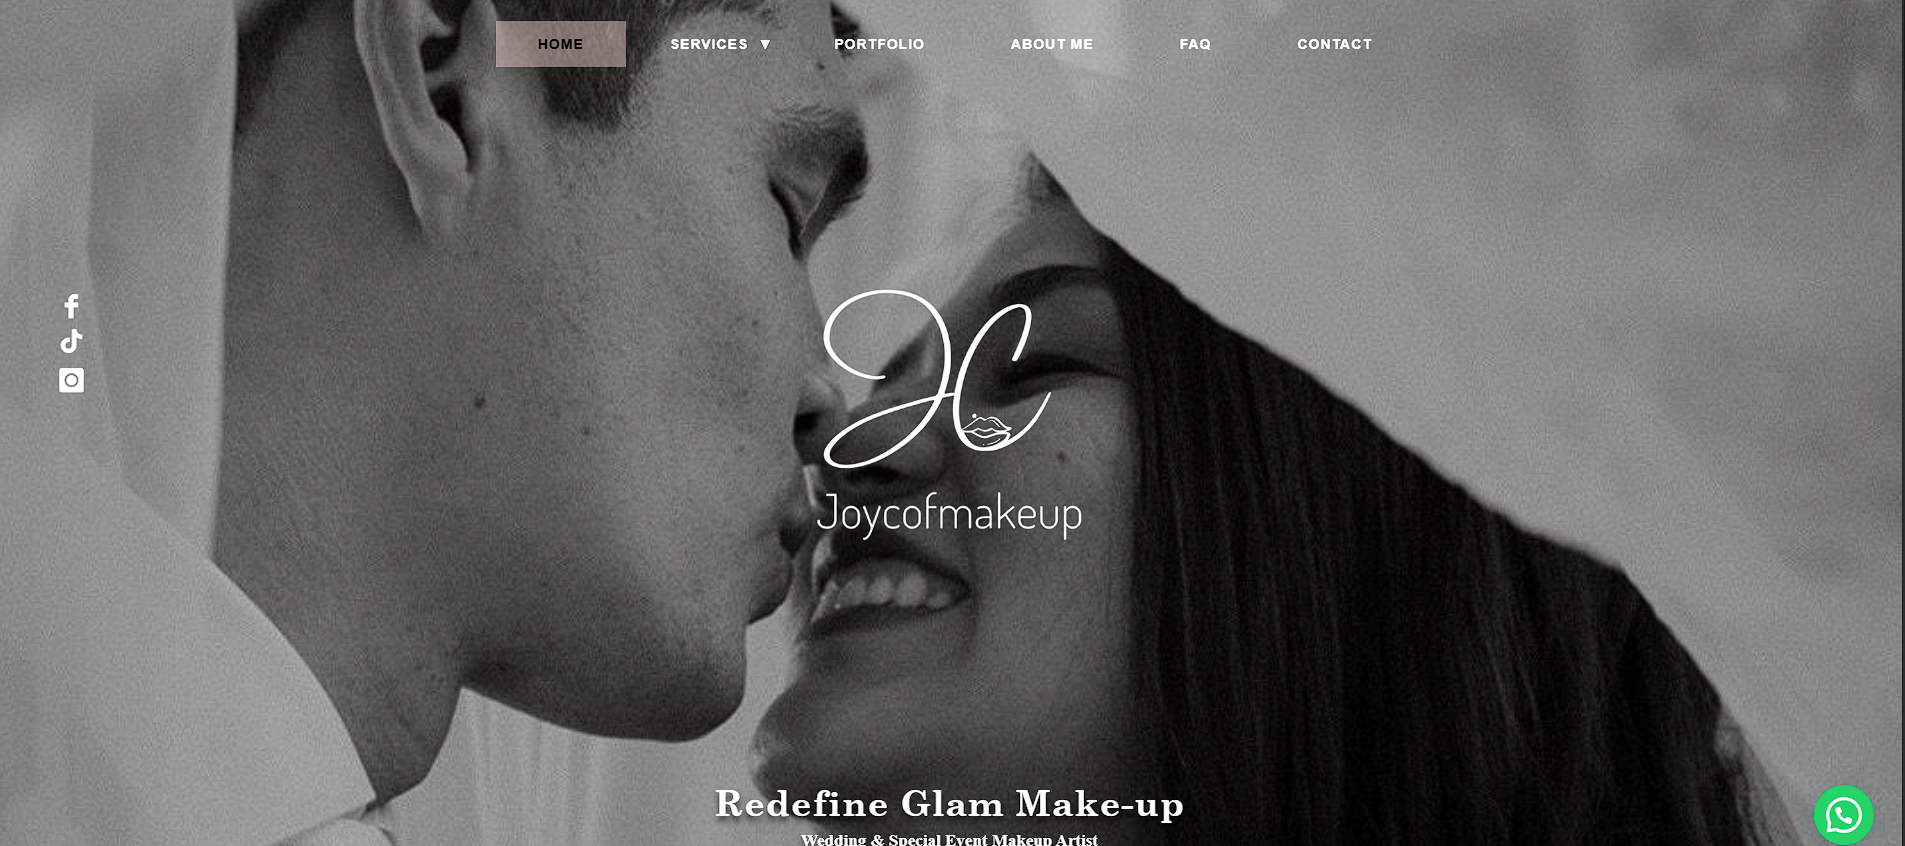 HOME SERVICES ▼ PORTFOLIO ABOUT ME FAQ CONTACT
JC
Joycofmakeup
Redefine Glam Make-up
Wedding & Special Event Makeup Artist